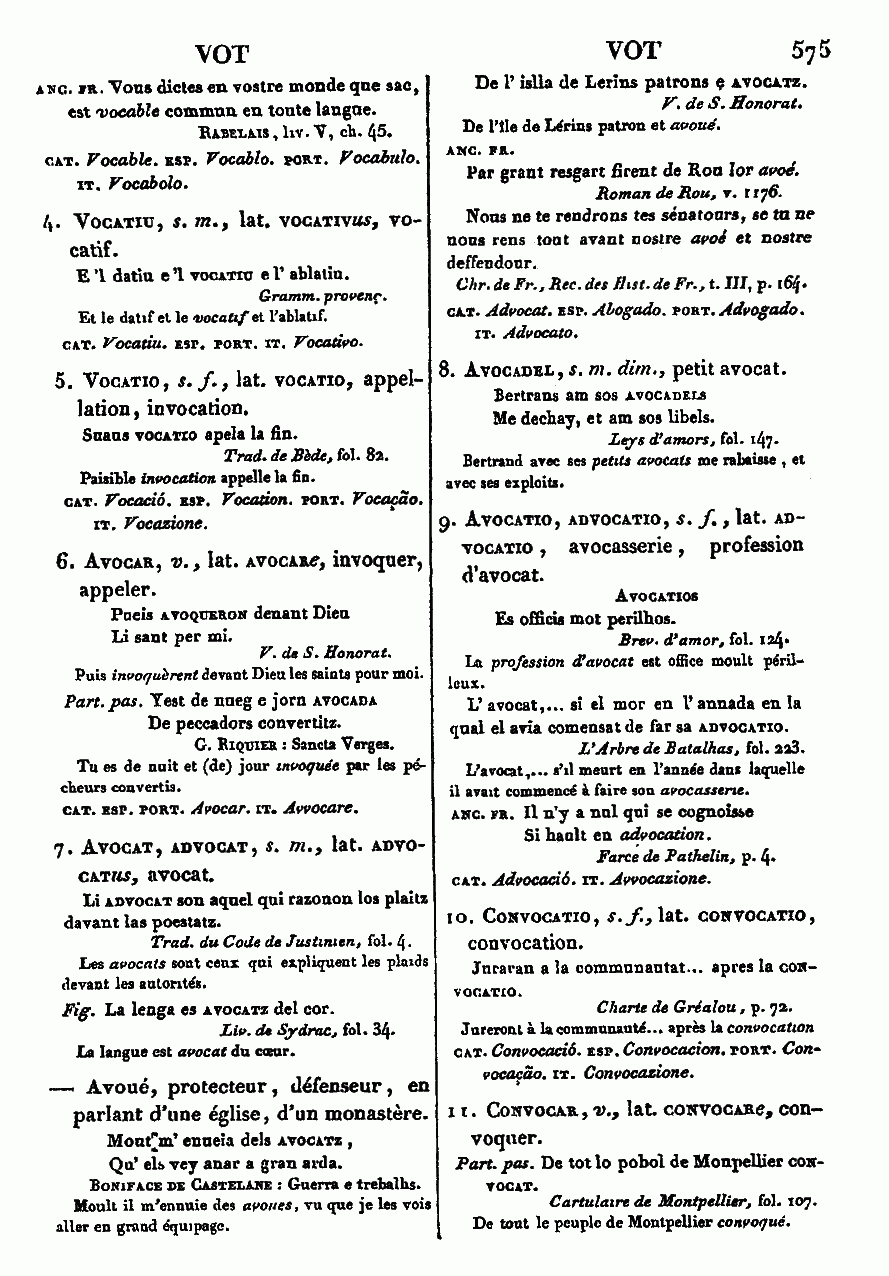 VOT
VOT 575
ANC. FR. Vous dictes en vostre monde que sac,
est vocable commun en toute langue.
RABELAIS, liv. V, ch. 45.
CAT. Vocable. ESP. Vocablo. PORT. Vocabulo.
IT. Vocabolo.
4. VOCATIU, s. m., lat. VOCATIVUS, vo-
catif.
E 'l datiu e 'l VOCATIU e l' ablatiu.
Gramm. provenç.
Et le datif et le vocatif et l'ablatif.
CAT. Vocatiu. ESP. PORT. IT. Vocativo.
5. VOCATIO, s. f., lat. VOCATIO, appel-
lation, invocation.
Suaus VOCATIO apela la fin.
Trad. de Bède, fol. 82.
Paisible invocation appelle la fin.
CAT. Vocació. ESP. Vocation. PORT. Vocação.
IT. Vocazione.
6. AVOCAR, v., lat. AVOCARe, invoquer,
appeler.
Pueis AVOQUERON denant Dieu
Li sant per mi.
V. de S. Honorat.
Puis invoquèrent devant Dieu les saints pour moi.
Part. pas. Yest de nueg e jorn AVOCADA
De peccadors convertitz.
G. RIQUIER : Sancta Verges.
Tu es de nuit et (de) jour invoquée par les pé-
cheurs convertis.
CAT. ESP. PORT. Avocar. IT. Avvocare.
7. AVOCAT, ADVOCAT, s. m., lat. ADVO-
CATUS, avocat.
Li ADVOCAT son aquel qui razonon los plaitz
davant las poestatz.
Trad. du Code de Justinien, fol. 4.
Les avocats sont ceux qui expliquent les plaids
devant les autorités.
Fig. La lenga es AVOCATZ del cor.
Liv. de Sydrac, fol. 34.
La langue est avocat du cœur.
— Avoué, protecteur, défenseur, en
parlant d'une église, d'un monastère.
Mout m' enueia dels AVOCATZ,
Qu' els vey anar a gran arda.
BONIFACE DE CASTELANE : Guerra e trebalhs.
Moult il m'ennuie des avoues, vu que je les vois
aller en grand équipage.
De l' islla de Lerins patrons ę AVOCATZ.
V. de S. Honorat.
De l'île de Lérins patron et avoué.
ANC. FR.
Par grant resgart firent de Rou lor avoé.
Roman de Rou, v. 1176.
Nous ne te rendrons tes sénatours, se tu ne
nous rens tout avant nostre avoé et nostre
deffendour.
Chr. de Fr., Rec. des Hist. de Fr., t. III, p. 164.
CAT. Advocat. ESP. Abogado. PORT. Advogado.
IT. Advocato.
8. AVOCADEL, s. m. dim., petit avocat.
Bertrans am sos AVOCADELS
Me dechay, et am sos libels.
Leys d'amors, fol. 147.
Bertrand avec ses petits avocats me rabaisse, et
avec ses exploits.
9. AVOCATIO, ADVOCATIO, s. f., lat. AD-
VOCATIO, avocasserie, profession
d'avocat.
AVOCATIOS
Es officis mot perilhos.
Brev. d'amor, fol. 124.
La profession d'avocat est office moult péril-
leux.
L' avocat,... si el mor en l' annada en la
qual el avia comensat de far sa ADVOCATIO.
L'Arbre de Batalhas, fol. 223.
L'avocat,... s'il meurt en l'année dans laquelle
il avait commencé à faire son avocasserie.
ANC. FR. Il n'y a nul qui se cognoisse
Si hault en advocation.
Farce de Pathelin, p. 4.
CAT. Advocació. IT. Avvocazione.
10. CONVOCATIO, s. f., lat. CONVOCATIO,
convocation.
Juraran a la communautat... apres la CON-
VOCATIO.
Charte de Gréalou, p. 72.
Jureront à la communauté... après la convocation
CAT. Convocació. ESP. Convocacion. PORT. Con-
vocação. IT. Convocazione.
11. CONVOCAR, v., lat. CONVOCARe, con-
voquer.
Part. pas. De tot lo pobol de Monpellier CON-
VOCAT.
Cartulaire de Montpellier, fol. 107.
De tout le peuple de Montpellier convoqué.